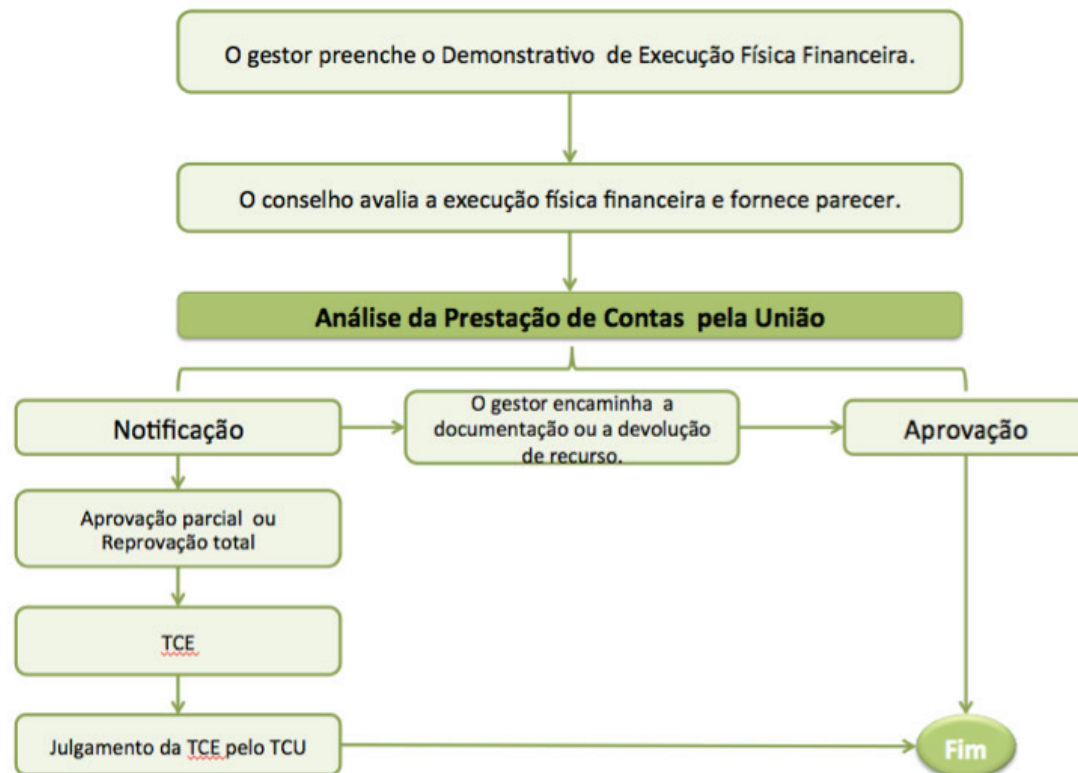 O gestor preenche o Demonstrativo de Execução Física Financeira.
O conselho avalia a execução física financeira e fornece parecer.
Análise da Prestação de Contas pela União
Notificação
O gestor encaminha a
documentação ou a devolução
de recurso.
Aprovação
Aprovação parcial ou
Reprovação total
TCE
Julgamento da TCE pelo TCU
Fim